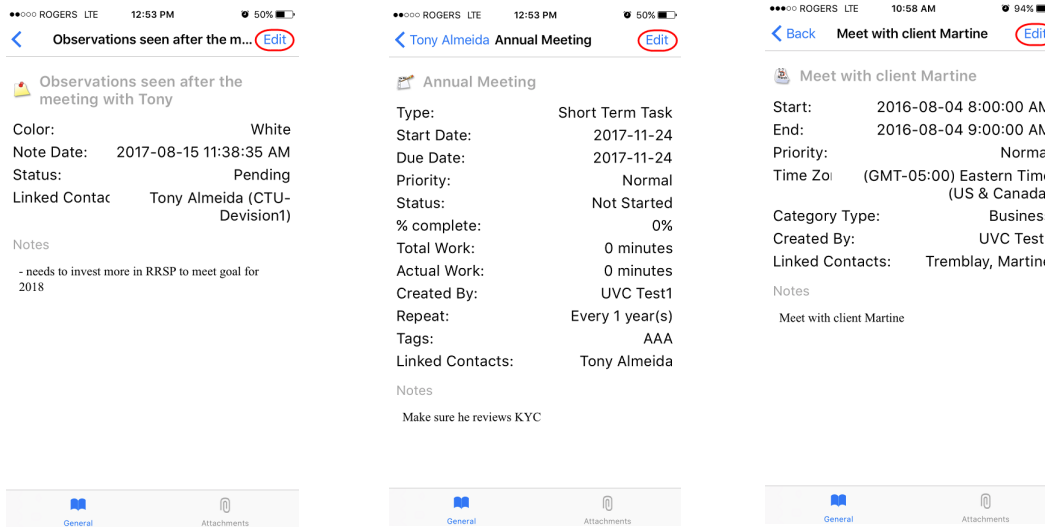 ●●○○○ ROGERS LTE 12:53 PM 50%
Observations seen after the m... Edit
Observations seen after the
meeting with Tony
Color: White
Note Date: 2017-08-15 11:38:35 AM
Status: Pending
Linked Contac Tony Almeida (CTU-
Devision1)
Notes
- needs to invest more in RRSP to meet goal for
2018
General Attachments
●●○○○ ROGERS LTE 12:53 PM 50%
Tony Almeida Annual Meeting Edit
Annual Meeting
Type: Short Term Task
Start Date: 2017-11-24
Due Date: 2017-11-24
Priority: Normal
Status: Not Started
% complete: 0%
Total Work: 0 minutes
Actual Work: 0 minutes
Created By: UVC Test1
Repeat: Every 1 year(s)
Tags: AAA
Linked Contacts: Tony Almeida
Notes
Make sure he reviews KYC
General Attachments
●●●○○ ROGERS LTE 10:58 AM 94%
Back Meet with client Martine Edit
Meet with client Martine
Start: 2016-08-04 8:00:00 AM
End: 2016-08-04 9:00:00 AM
Priority: Normal
Time Zo (GMT-05:00) Eastern Time
(US & Canada
Category Type: Business
Created By: UVC Test
Linked Contacts: Tremblay, Martine
Notes
Meet with client Martine
General Attachments